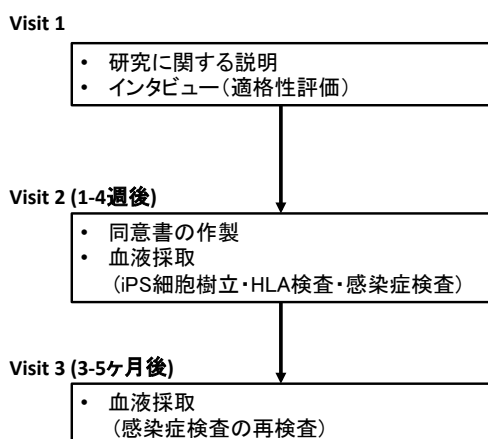 Visit 1
• 研究に関する説明
• インタビュー(適格性評価)
Visit 2 (1-4週後)
• 同意書の作製
• 血液採取
(iPS細胞樹立・HLA検査・感染症検査)
Visit 3 (3-5ケ月後)
• 血液採取
(感染症検査の再検査)